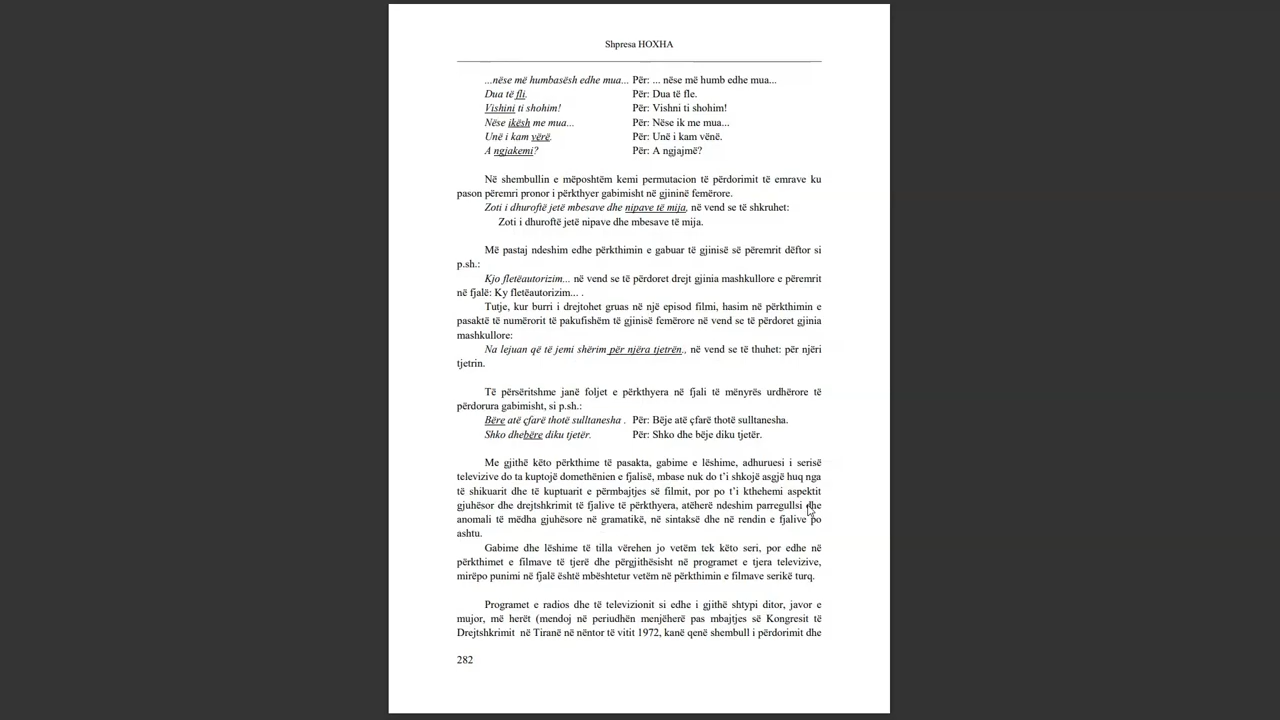 Shpresa HOXHA
...nëse më humbasësh edhe mua... Për: ... nëse më humb edhe mua...
Dua të fli. Për: Dua të fle.
Vishini ti shohim! Për: Vishni ti shohim!
Nëse ikësh me mua... Për: Nëse ik me mua...
Unë i kam vërë. Për: Unë i kam vënë.
A ngjakemi? Për: A ngjajmë?
Në shembullin e mëposhtëm kemi permutacion të përdorimit të emrave ku
pason përemri pronor i përkthyer gabimisht në gjininë femërore.
Zoti i dhuroftë jetë mbesave dhe nipave të mija, në vend se të shkruhet:
Zoti i dhuroftë jetë nipave dhe mbesave të mija.
Më pastaj ndeshim edhe përkthimin e gabuar të gjinisë së përemrit dëftor si
p.sh.:
Kjo fletëautorizim... në vend se të përdoret drejt gjinia mashkullore e përemrit
në fjalë: Ky fletëautorizim... .
Tutje, kur burri i drejtohet gruas në një episod filmi, hasim në përkthimin e
pasaktë të numërorit të pakufishëm të gjinisë femërore në vend se të përdoret gjinia
mashkullore:
Na lejuan që të jemi shërim për njëra tjetrën., në vend se të thuhet: për njëri
tjetrin.
Të përsëritshme janë foljet e përkthyera në fjali të mënyrës urdhërore të
përdorura gabimisht, si p.sh.:
Bëre atë çfarë thotë sulltanesha . Për: Bëje atë çfarë thotë sulltanesha.
Shko dhebëre diku tjetër. Për: Shko dhe bëje diku tjetër.
Me gjithë këto përkthime të pasakta, gabime e lëshime, adhuruesi i serisë
televizive do ta kuptojë domethënien e fjalisë, mbase nuk do t’i shkojë asgjë huq nga
të shikuarit dhe të kuptuarit e përmbajtjes së filmit, por po t’i kthehemi aspektit
gjuhësor dhe drejtshkrimit të fjalive të përkthyera, atëherë ndeshim parregullsi dhe
anomali të mëdha gjuhësore në gramatikë, në sintaksë dhe në rendin e fjalive po
ashtu.
Gabime dhe lëshime të tilla vërehen jo vetëm tek këto seri, por edhe në
përkthimet e filmave të tjerë dhe përgjithësisht në programet e tjera televizive,
mirëpo punimi në fjalë është mbështetur vetëm në përkthimin e filmave serikë turq.
Programet e radios dhe të televizionit si edhe i gjithë shtypi ditor, javor e
mujor, më herët (mendoj në periudhën menjëherë pas mbajtjes së Kongresit të
Drejtshkrimit në Tiranë në nëntor të vitit 1972, kanë qenë shembull i përdorimit dhe
282